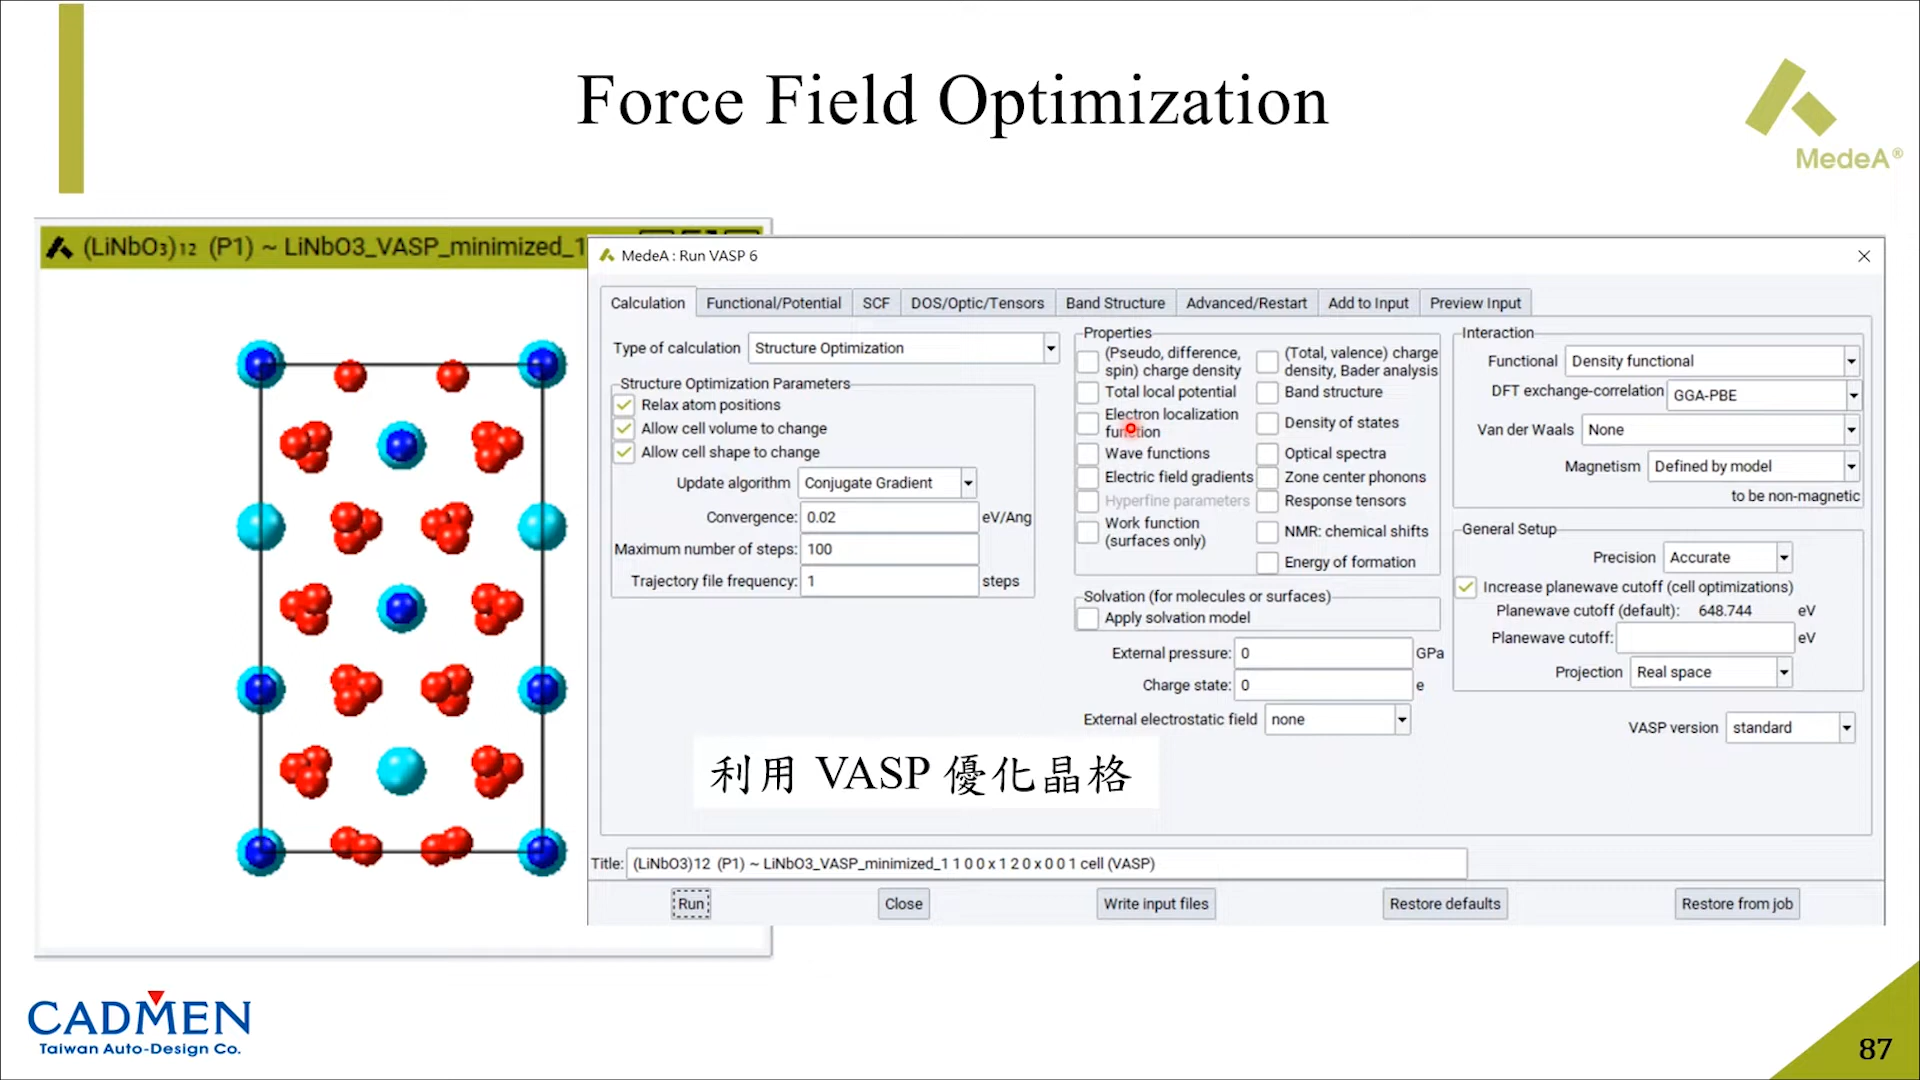 Force Field Optimization
MedeA®
(LiNbO₃)₁₂ (P1) ~ LiNbO3_VASP_minimized_1
MedeA : Run VASP 6
Calculation
Functional/Potential
SCF
DOS/Optic/Tensors
Band Structure
Advanced/Restart
Add to Input
Preview Input
Type of calculation Structure Optimization
Structure Optimization Parameters
Relax atom positions
Allow cell volume to change
Allow cell shape to change
Update algorithm Conjugate Gradient
Convergence: 0.02 eV/Ang
Maximum number of steps: 100
Trajectory file frequency: 1 steps
Properties
(Pseudo, difference,
spin) charge density
Total local potential
Electron localization
function
Wave functions
Electric field gradients
Hyperfine parameters
Work function
(surfaces only)
(Total, valence) charge
density, Bader analysis
Band structure
Density of states
Optical spectra
Zone center phonons
Response tensors
NMR: chemical shifts
Energy of formation
Solvation (for molecules or surfaces)
Apply solvation model
External pressure: 0 GPa
Charge state: 0 e
External electrostatic field none
Interaction
Functional Density functional
DFT exchange-correlation GGA-PBE
Van der Waals None
Magnetism Defined by model
to be non-magnetic
General Setup
Precision Accurate
Increase planewave cutoff (cell optimizations)
Planewave cutoff (default): 648.744 eV
Planewave cutoff: eV
Projection Real space
VASP version standard
利用 VASP 優化晶格
Title: (LiNbO3)12 (P1) ~ LiNbO3_VASP_minimized_1 1 0 0 x 1 2 0 x 0 0 1 cell (VASP)
Run
Close
Write input files
Restore defaults
Restore from job
CADMEN
Taiwan Auto-Design Co.
87